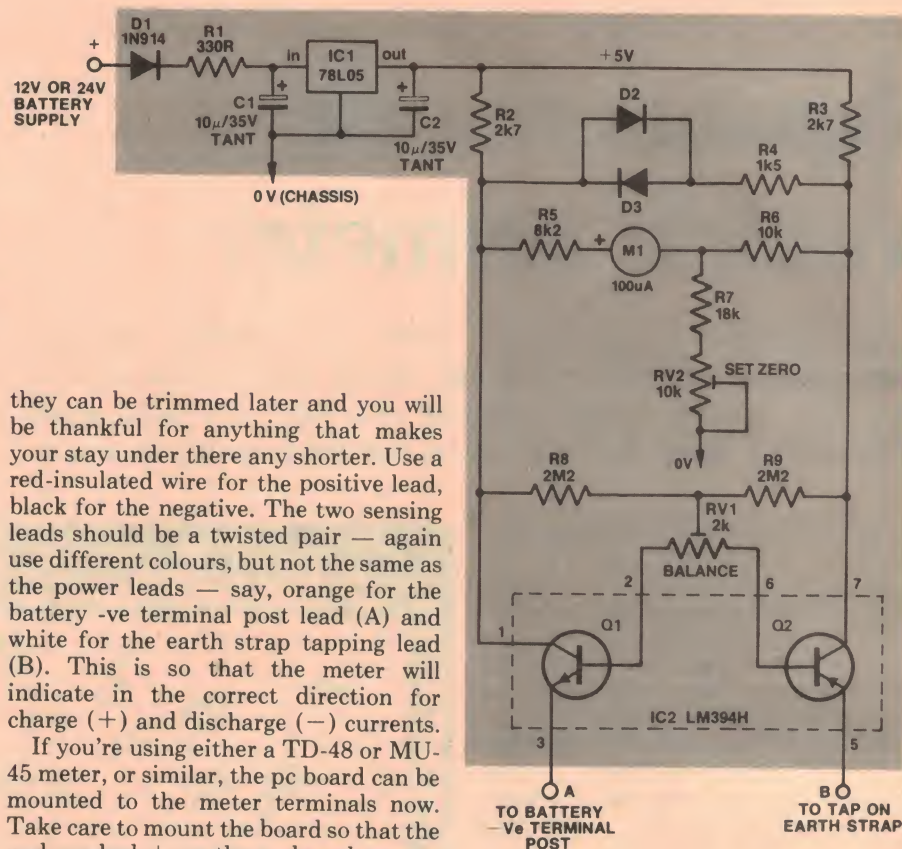 D1
1N914
R1
330R
+
12V OR 24V
BATTERY
SUPPLY
in
IC1
78L05
out
+5V
+
C1
10μ/35V
TANT
+
C2
10μ/35V
TANT
0 V (CHASSIS)
R2
2k7
R3
2k7
D2
D3
R4
1k5
R5
8k2
+
M1
100uA
R6
10k
R7
18k
RV2
10k
SET ZERO
0V
R8
2M2
R9
2M2
RV1
2k
BALANCE
2
6
7
1
Q1
Q2
IC2 LM394H
3
5
A
TO BATTERY
–Ve TERMINAL
POST
B
TO TAP ON
EARTH STRAP
they can be trimmed later and you will
be thankful for anything that makes
your stay under there any shorter. Use a
red-insulated wire for the positive lead,
black for the negative. The two sensing
leads should be a twisted pair — again
use different colours, but not the same as
the power leads — say, orange for the
battery -ve terminal post lead (A) and
white for the earth strap tapping lead
(B). This is so that the meter will
indicate in the correct direction for
charge (+) and discharge (−) currents.
If you're using either a TD-48 or MU-
45 meter, or similar, the pc board can be
mounted to the meter terminals now.
Take care to mount the board so that the